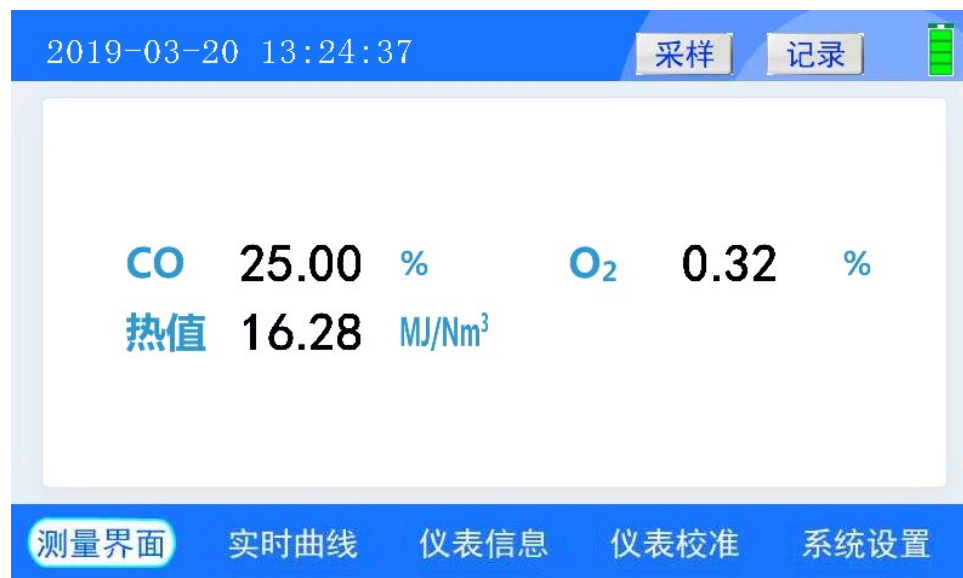 2019-03-20 13:24:37 采样 记录
CO 25.00 % O₂ 0.32 %
热值 16.28 MJ/Nm³
测量界面 实时曲线 仪表信息 仪表校准 系统设置